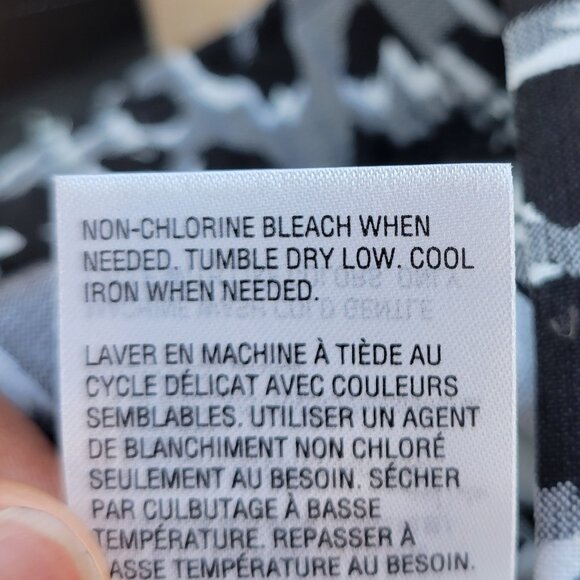 NON-CHLORINE BLEACH WHEN
NEEDED. TUMBLE DRY LOW. COOL
IRON WHEN NEEDED.
LAVER EN MACHINE À TIÈDE AU
CYCLE DÉLICAT AVEC COULEURS
SEMBLABLES. UTILISER UN AGENT
DE BLANCHIMENT NON CHLORÉ
SEULEMENT AU BESOIN. SÉCHER
PAR CULBUTAGE À BASSE
TEMPÉRATURE. REPASSER À
BASSE TEMPÉRATURE AU BESOIN.